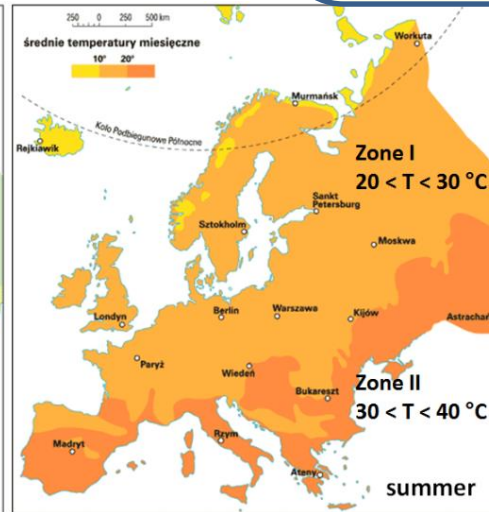 250 0 250 500 km
średnie temperatury miesięczne
10° 20°
Workuta
Murmańsk
Koło Podbiegunowe Północne
Rejkiawik
Zone I
20 < T < 30 °C
Sankt
Petersburg
Sztokholm
Moskwa
Londyn
Berlin
Warszawa
Kijów
Astrachań
Paryż
Wiedeń
Zone II
30 < T < 40 °C
Bukareszt
Madryt
Rzym
Ateny
summer